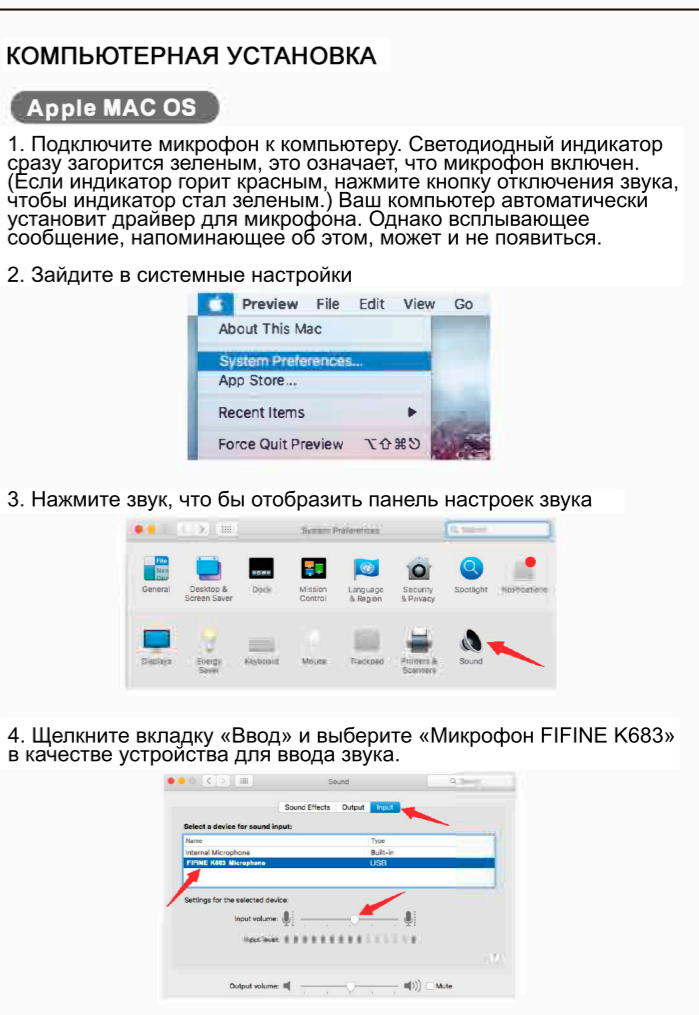 КОМПЬЮТЕРНАЯ УСТАНОВКА
Apple MAC OS
1. Подключите микрофон к компьютеру. Светодиодный индикатор
сразу загорится зеленым, это означает, что микрофон включен.
(Если индикатор горит красным, нажмите кнопку отключения звука,
чтобы индикатор стал зеленым.) Ваш компьютер автоматически
установит драйвер для микрофона. Однако всплывающее
сообщение, напоминающее об этом, может и не появиться.
2. Зайдите в системные настройки
Preview File Edit View Go
About This Mac
System Preferences...
App Store...
Recent Items
Force Quit Preview ⌥⇧⌘⎋
3. Нажмите звук, что бы отобразить панель настроек звука
System Preferences Search
File
New
General Desktop & Screen Saver Dock Mission Control Language & Region Security & Privacy Spotlight Notifications
Displays Energy Saver Keyboard Mouse Trackpad Printers & Scanners Sound
4. Щелкните вкладку «Ввод» и выберите «Микрофон FIFINE K683»
в качестве устройства для ввода звука.
Sound Search
Sound Effects Output Input
Select a device for sound input:
Name Type
Internal Microphone Built-in
FIFINE K683 Microphone USB
Settings for the selected device:
Input volume:
Input level:
?
Output volume: Mute